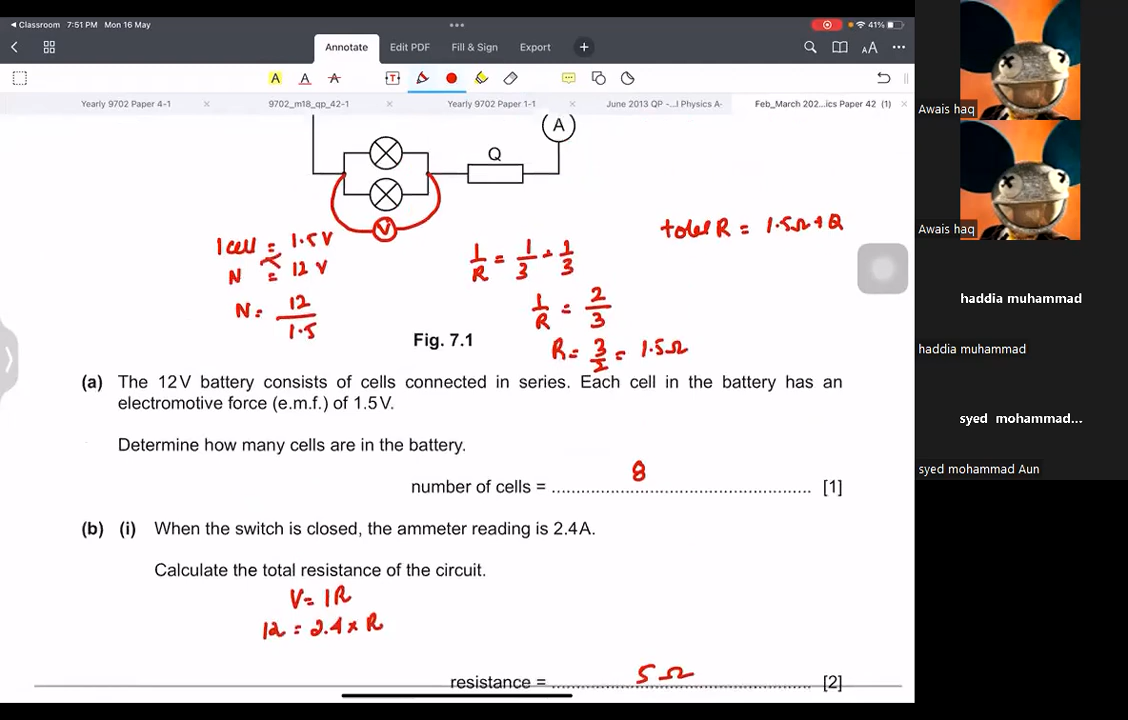 Classroom 7:51 PM Mon 16 May
41%
Annotate Edit PDF Fill & Sign Export
A A A T
Yearly 9702 Paper 4-1 × 9702_m18_qp_42-1 × Yearly 9702 Paper 1-1 × June 2013 QP -...l Physics A- Feb_March 202...ics Paper 42 (1) ×
A
Q
V
total R = 1.5Ω + Q
1 cell = 1.5 V
N = 12 V
N = 12/1.5
1/R = 1/3 + 1/3
1/R = 2/3
R = 3/2 = 1.5Ω
Fig. 7.1
(a) The 12V battery consists of cells connected in series. Each cell in the battery has an
electromotive force (e.m.f.) of 1.5V.
Determine how many cells are in the battery.
8
number of cells = .................................................... [1]
(b) (i) When the switch is closed, the ammeter reading is 2.4A.
Calculate the total resistance of the circuit.
V = IR
12 = 2.4 × R
5 Ω
resistance = .................................................... [2]
Awais haq
Awais haq
haddia muhammad
haddia muhammad
syed mohammad...
syed mohammad Aun